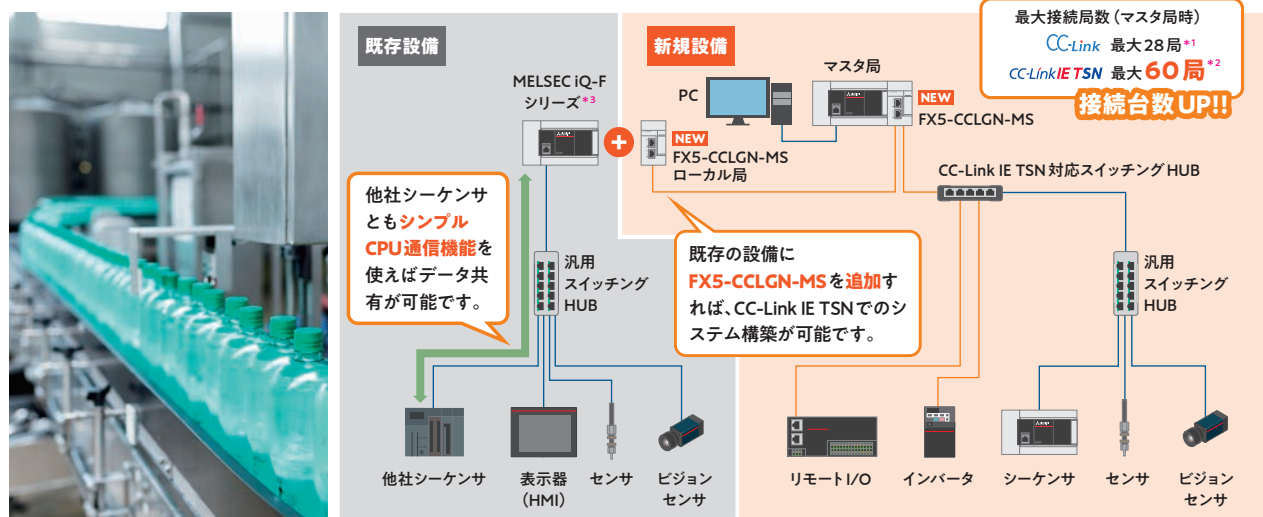 既存設備
新規設備
最大接続局数（マスタ局時）
CC-Link 最大28局*1
CC-Link IE TSN 最大60局*2
接続台数UP!!
MELSEC iQ-F
シリーズ*3
NEW
FX5-CCLGN-MS
ローカル局
PC
マスタ局
NEW
FX5-CCLGN-MS
CC-Link IE TSN対応スイッチングHUB
他社シーケンサ
ともシンプル
CPU通信機能を
使えばデータ共
有が可能です。
汎用
スイッチング
HUB
既存の設備に
FX5-CCLGN-MSを追加す
れば、CC-Link IE TSNでのシ
ステム構築が可能です。
汎用
スイッチング
HUB
他社シーケンサ
表示器
（HMI）
センサ
ビジョン
センサ
リモートI/O
インバータ
シーケンサ
センサ
ビジョン
センサ